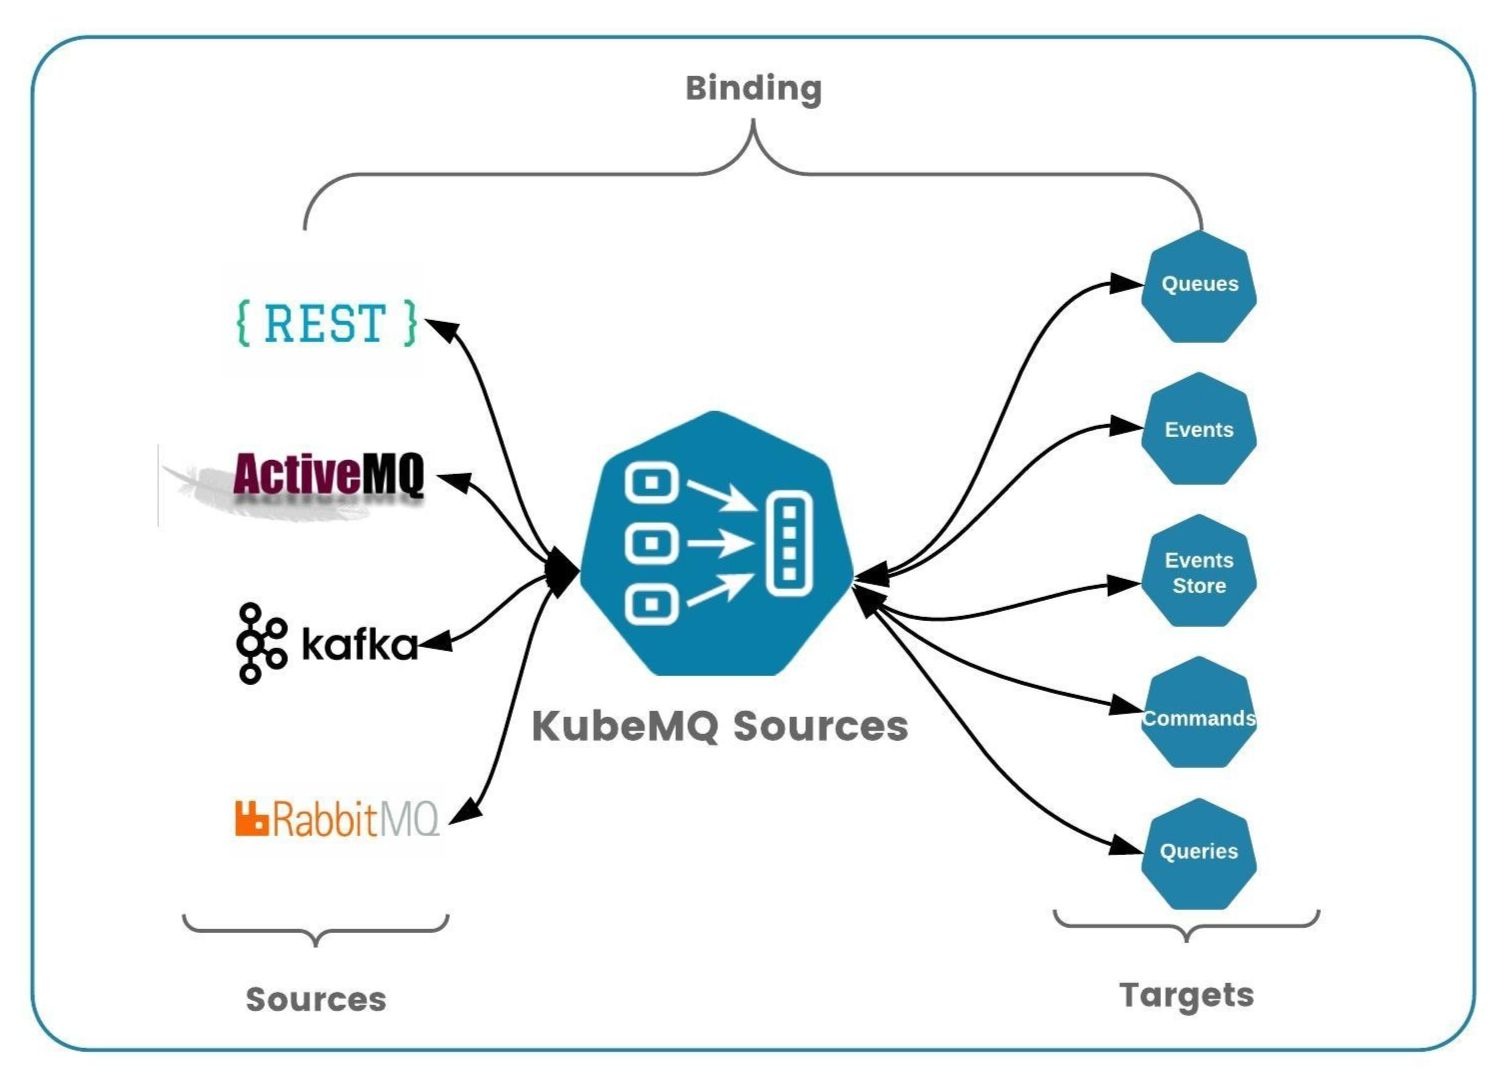 Binding
{ REST }
ActiveMQ
kafka
RabbitMQ
KubeMQ Sources
Queues
Events
Events
Store
Commands
Queries
Sources
Targets